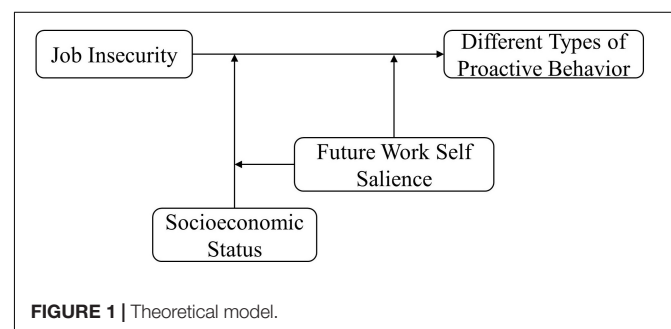 Job Insecurity
Different Types of
Proactive Behavior
Future Work Self
Salience
Socioeconomic
Status
FIGURE 1 | Theoretical model.